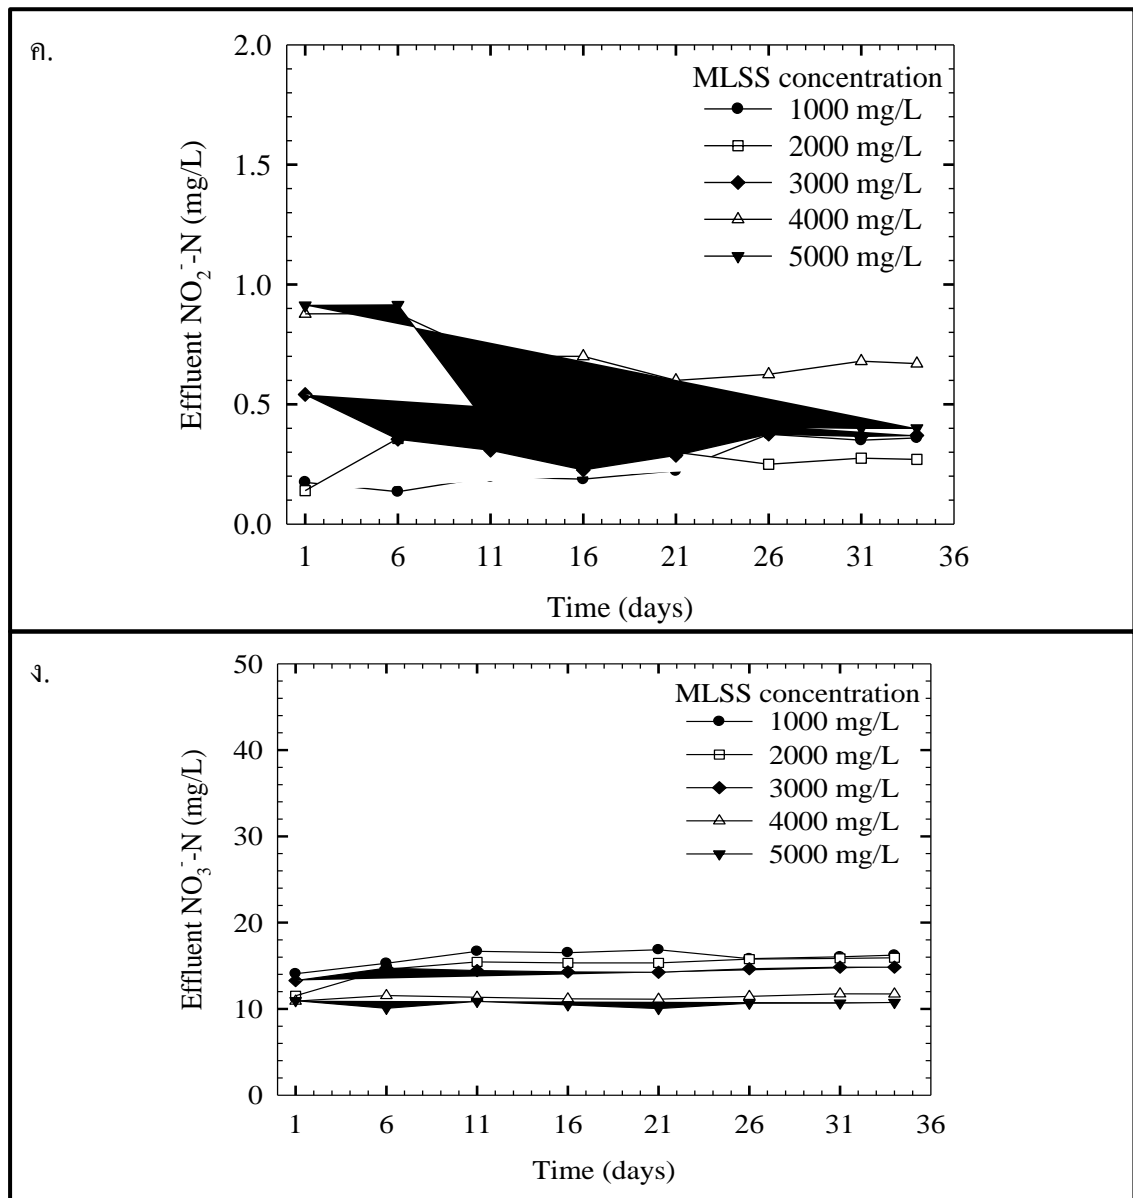 ค.
2.0
1.5
1.0
0.5
0.0
Effluent NO₂⁻-N (mg/L)
MLSS concentration
1000 mg/L
2000 mg/L
3000 mg/L
4000 mg/L
5000 mg/L
1 6 11 16 21 26 31 36
Time (days)
ง.
50
40
30
20
10
0
Effluent NO₃⁻-N (mg/L)
MLSS concentration
1000 mg/L
2000 mg/L
3000 mg/L
4000 mg/L
5000 mg/L
1 6 11 16 21 26 31 36
Time (days)